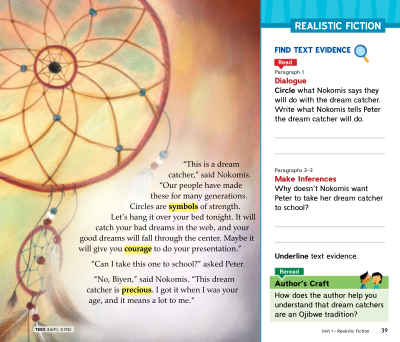 "This is a dream
catcher," said Nokomis.
"Our people have made
these for many generations.
Circles are symbols of strength.
Let's hang it over your bed tonight. It will
catch your bad dreams in the web, and your
good dreams will fall through the center. Maybe it
will give you courage to do your presentation."
"Can I take this one to school?" asked Peter.
"No, Biyen," said Nokomis. "This dream
catcher is precious. I got it when I was your
age, and it means a lot to me."
REALISTIC FICTION
FIND TEXT EVIDENCE
Read
Paragraph 1
Dialogue
Circle what Nokomis says they
will do with the dream catcher.
Write what Nokomis tells Peter
the dream catcher will do.
Paragraphs 2–3
Make Inferences
Why doesn't Nokomis want
Peter to take her dream catcher
to school?
Underline text evidence.
Reread
Author's Craft
How does the author help you
understand that dream catchers
are an Ojibwe tradition?
Unit 1 - Realistic Fiction 39